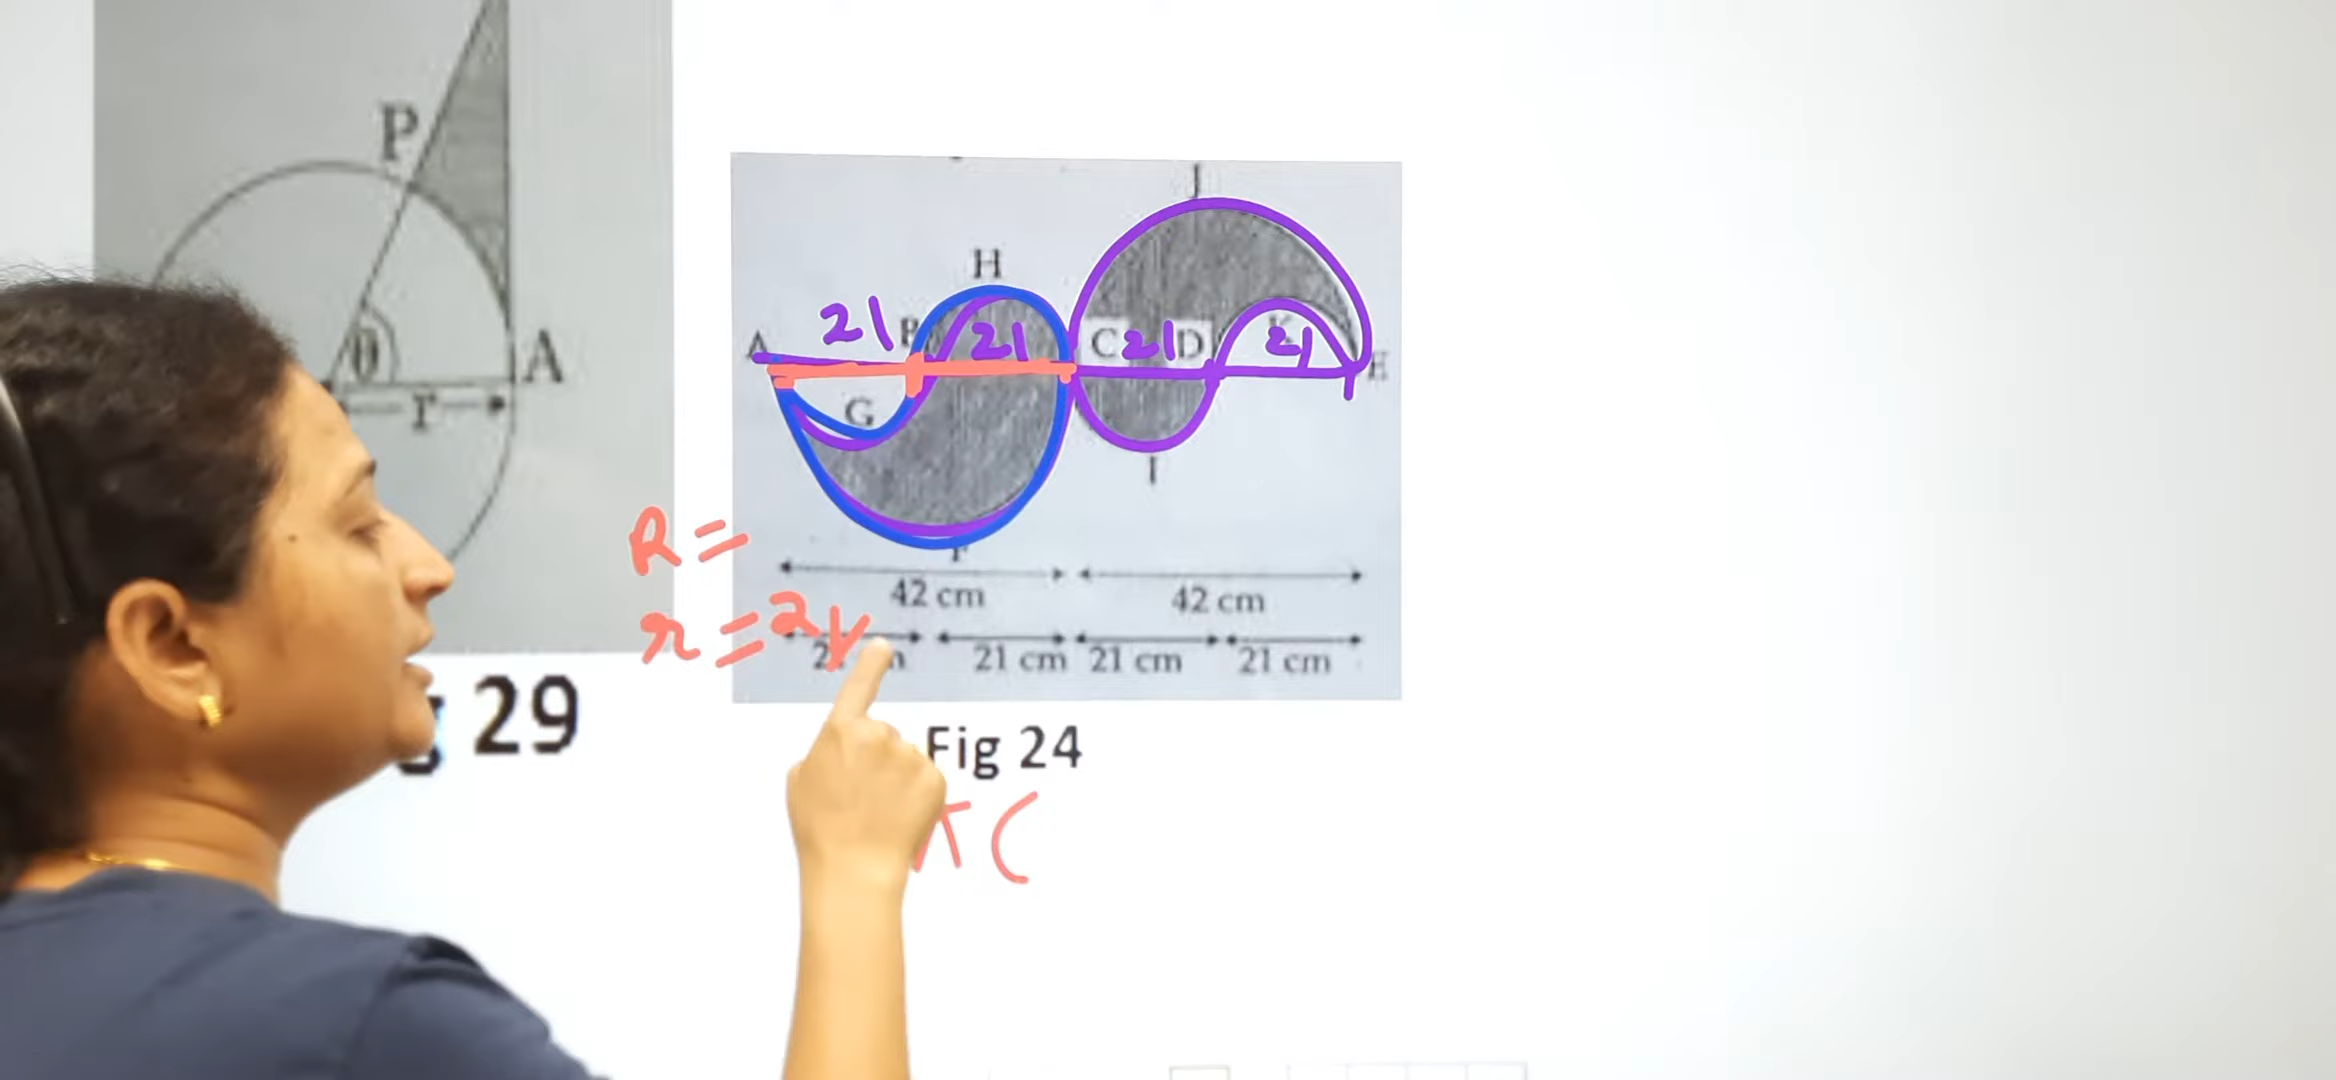 P
θ
A
r
29
J
H
21
B
21
C
21
D
K
21
A
E
G
I
F
R=
42 cm
42 cm
r=21
21 cm
21 cm
21 cm
Fig 24
π (